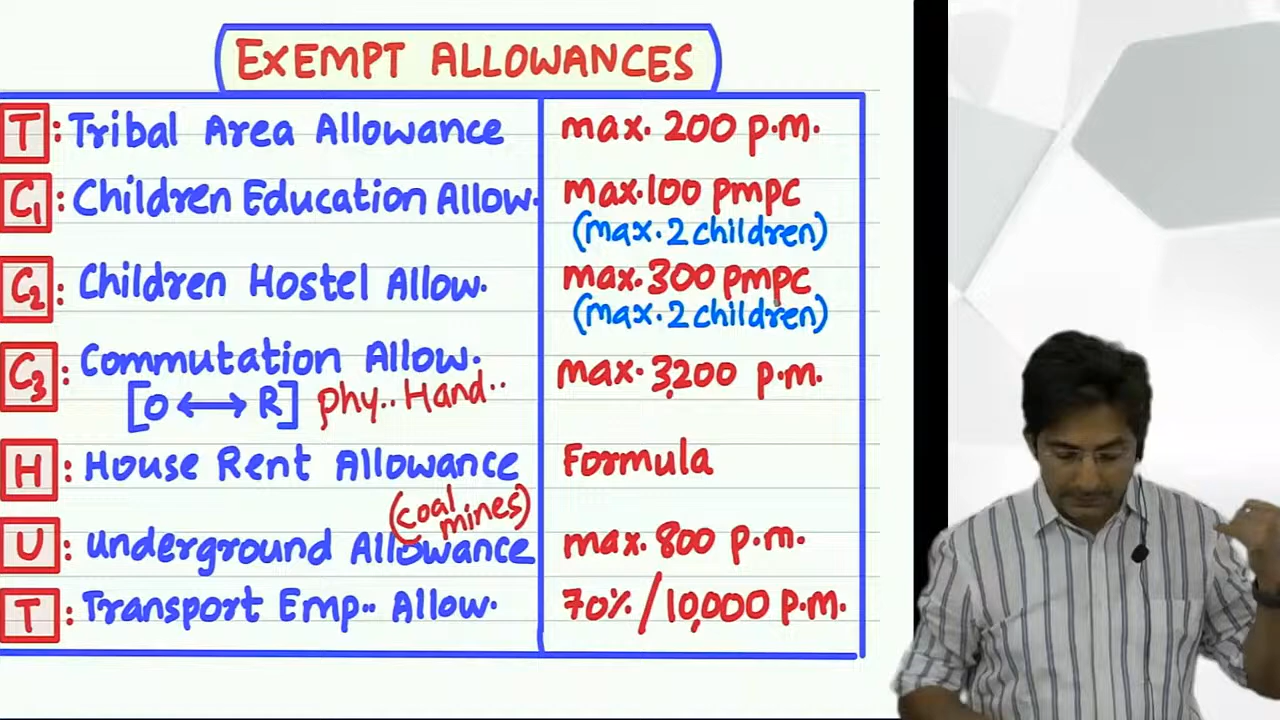 EXEMPT ALLOWANCES
T : Tribal Area Allowance max. 200 p.m.
C1 : Children Education Allow. max. 100 pmpc
(max. 2 children)
C2 : Children Hostel Allow. max. 300 pmpc
(max. 2 children)
C3 : Commutation Allow. max. 3,200 p.m.
[O ↔ R] phy.. Hand..
H : House Rent Allowance Formula
(coal mines)
U : Underground Allowance max. 800 p.m.
T : Transport Emp.. Allow. 70% / 10,000 p.m.